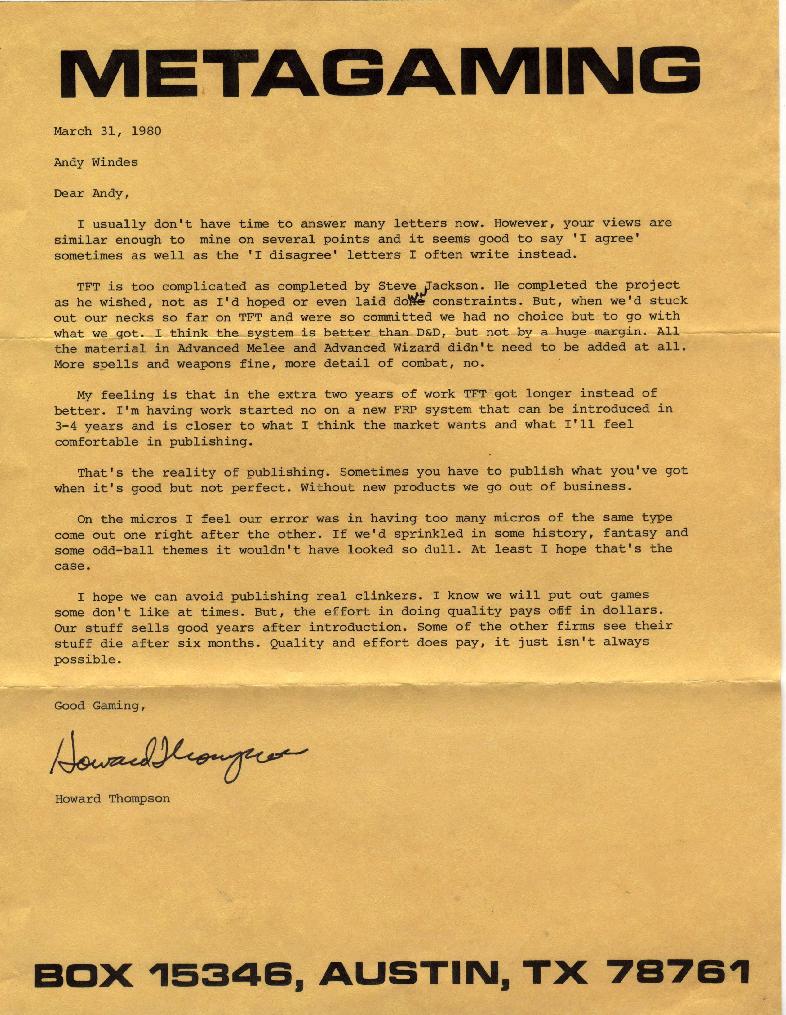 METAGAMING
March 31, 1980
Andy Windes
Dear Andy,
I usually don't have time to answer many letters now. However, your views are
similar enough to mine on several points and it seems good to say 'I agree'
sometimes as well as the 'I disagree' letters I often write instead.
TFT is too complicated as completed by Steve Jackson. He completed the project
as he wished, not as I'd hoped or even laid down constraints. But, when we'd stuck
out our necks so far on TFT and were so committed we had no choice but to go with
what we got. I think the system is better than D&D, but not by a huge margin. All
the material in Advanced Melee and Advanced Wizard didn't need to be added at all.
More spells and weapons fine, more detail of combat, no.
My feeling is that in the extra two years of work TFT got longer instead of
better. I'm having work started no on a new FRP system that can be introduced in
3-4 years and is closer to what I think the market wants and what I'll feel
comfortable in publishing.
That's the reality of publishing. Sometimes you have to publish what you've got
when it's good but not perfect. Without new products we go out of business.
On the micros I feel our error was in having too many micros of the same type
come out one right after the other. If we'd sprinkled in some history, fantasy and
some odd-ball themes it wouldn't have looked so dull. At least I hope that's the
case.
I hope we can avoid publishing real clinkers. I know we will put out games
some don't like at times. But, the effort in doing quality pays off in dollars.
Our stuff sells good years after introduction. Some of the other firms see their
stuff die after six months. Quality and effort does pay, it just isn't always
possible.
Good Gaming,
Howard Thompson
Howard Thompson
BOX 15346, AUSTIN, TX 78761